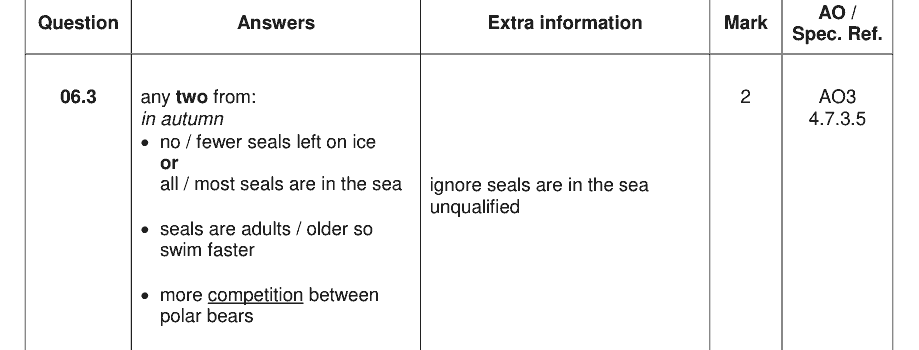 Question Answers Extra information Mark AO /
Spec. Ref.
06.3 any two from: 2 AO3
in autumn 4.7.3.5
• no / fewer seals left on ice
or
all / most seals are in the sea ignore seals are in the sea
unqualified
• seals are adults / older so
swim faster
• more competition between
polar bears